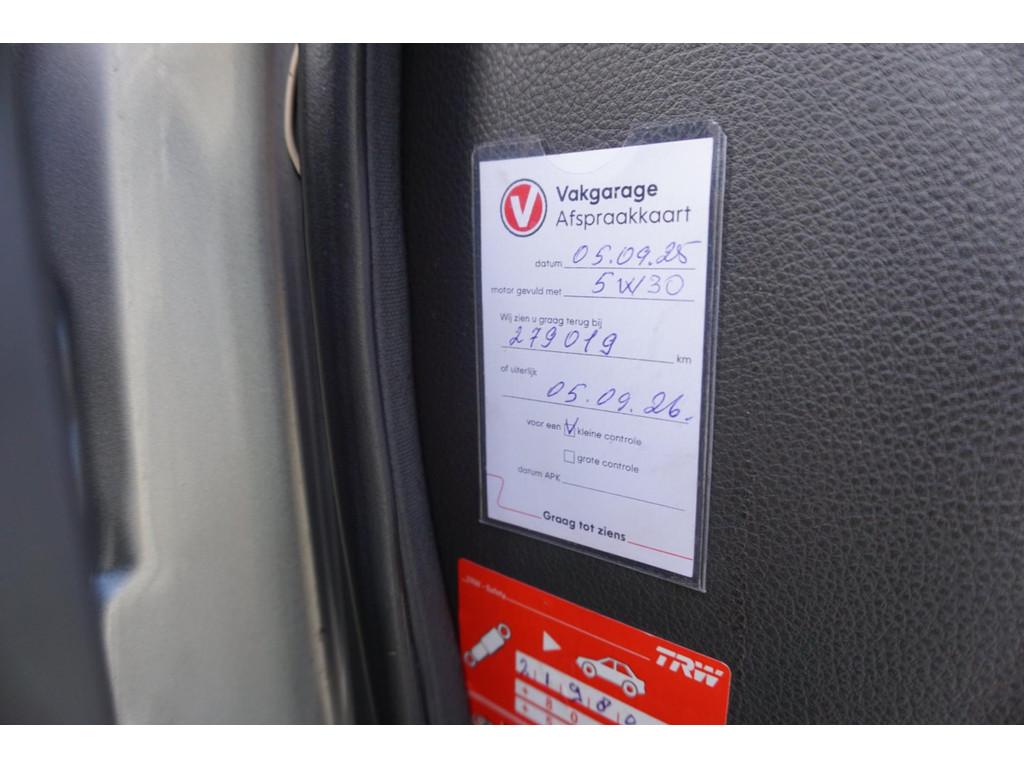 Vakgarage
Afspraakkaart
datum 05.09.25
motor gevuld met 5W30
Wij zien u graag terug bij
279019 km
of uiterlijk
05.09.26.
voor een kleine controle
grote controle
datum APK
Graag tot ziens
TRW